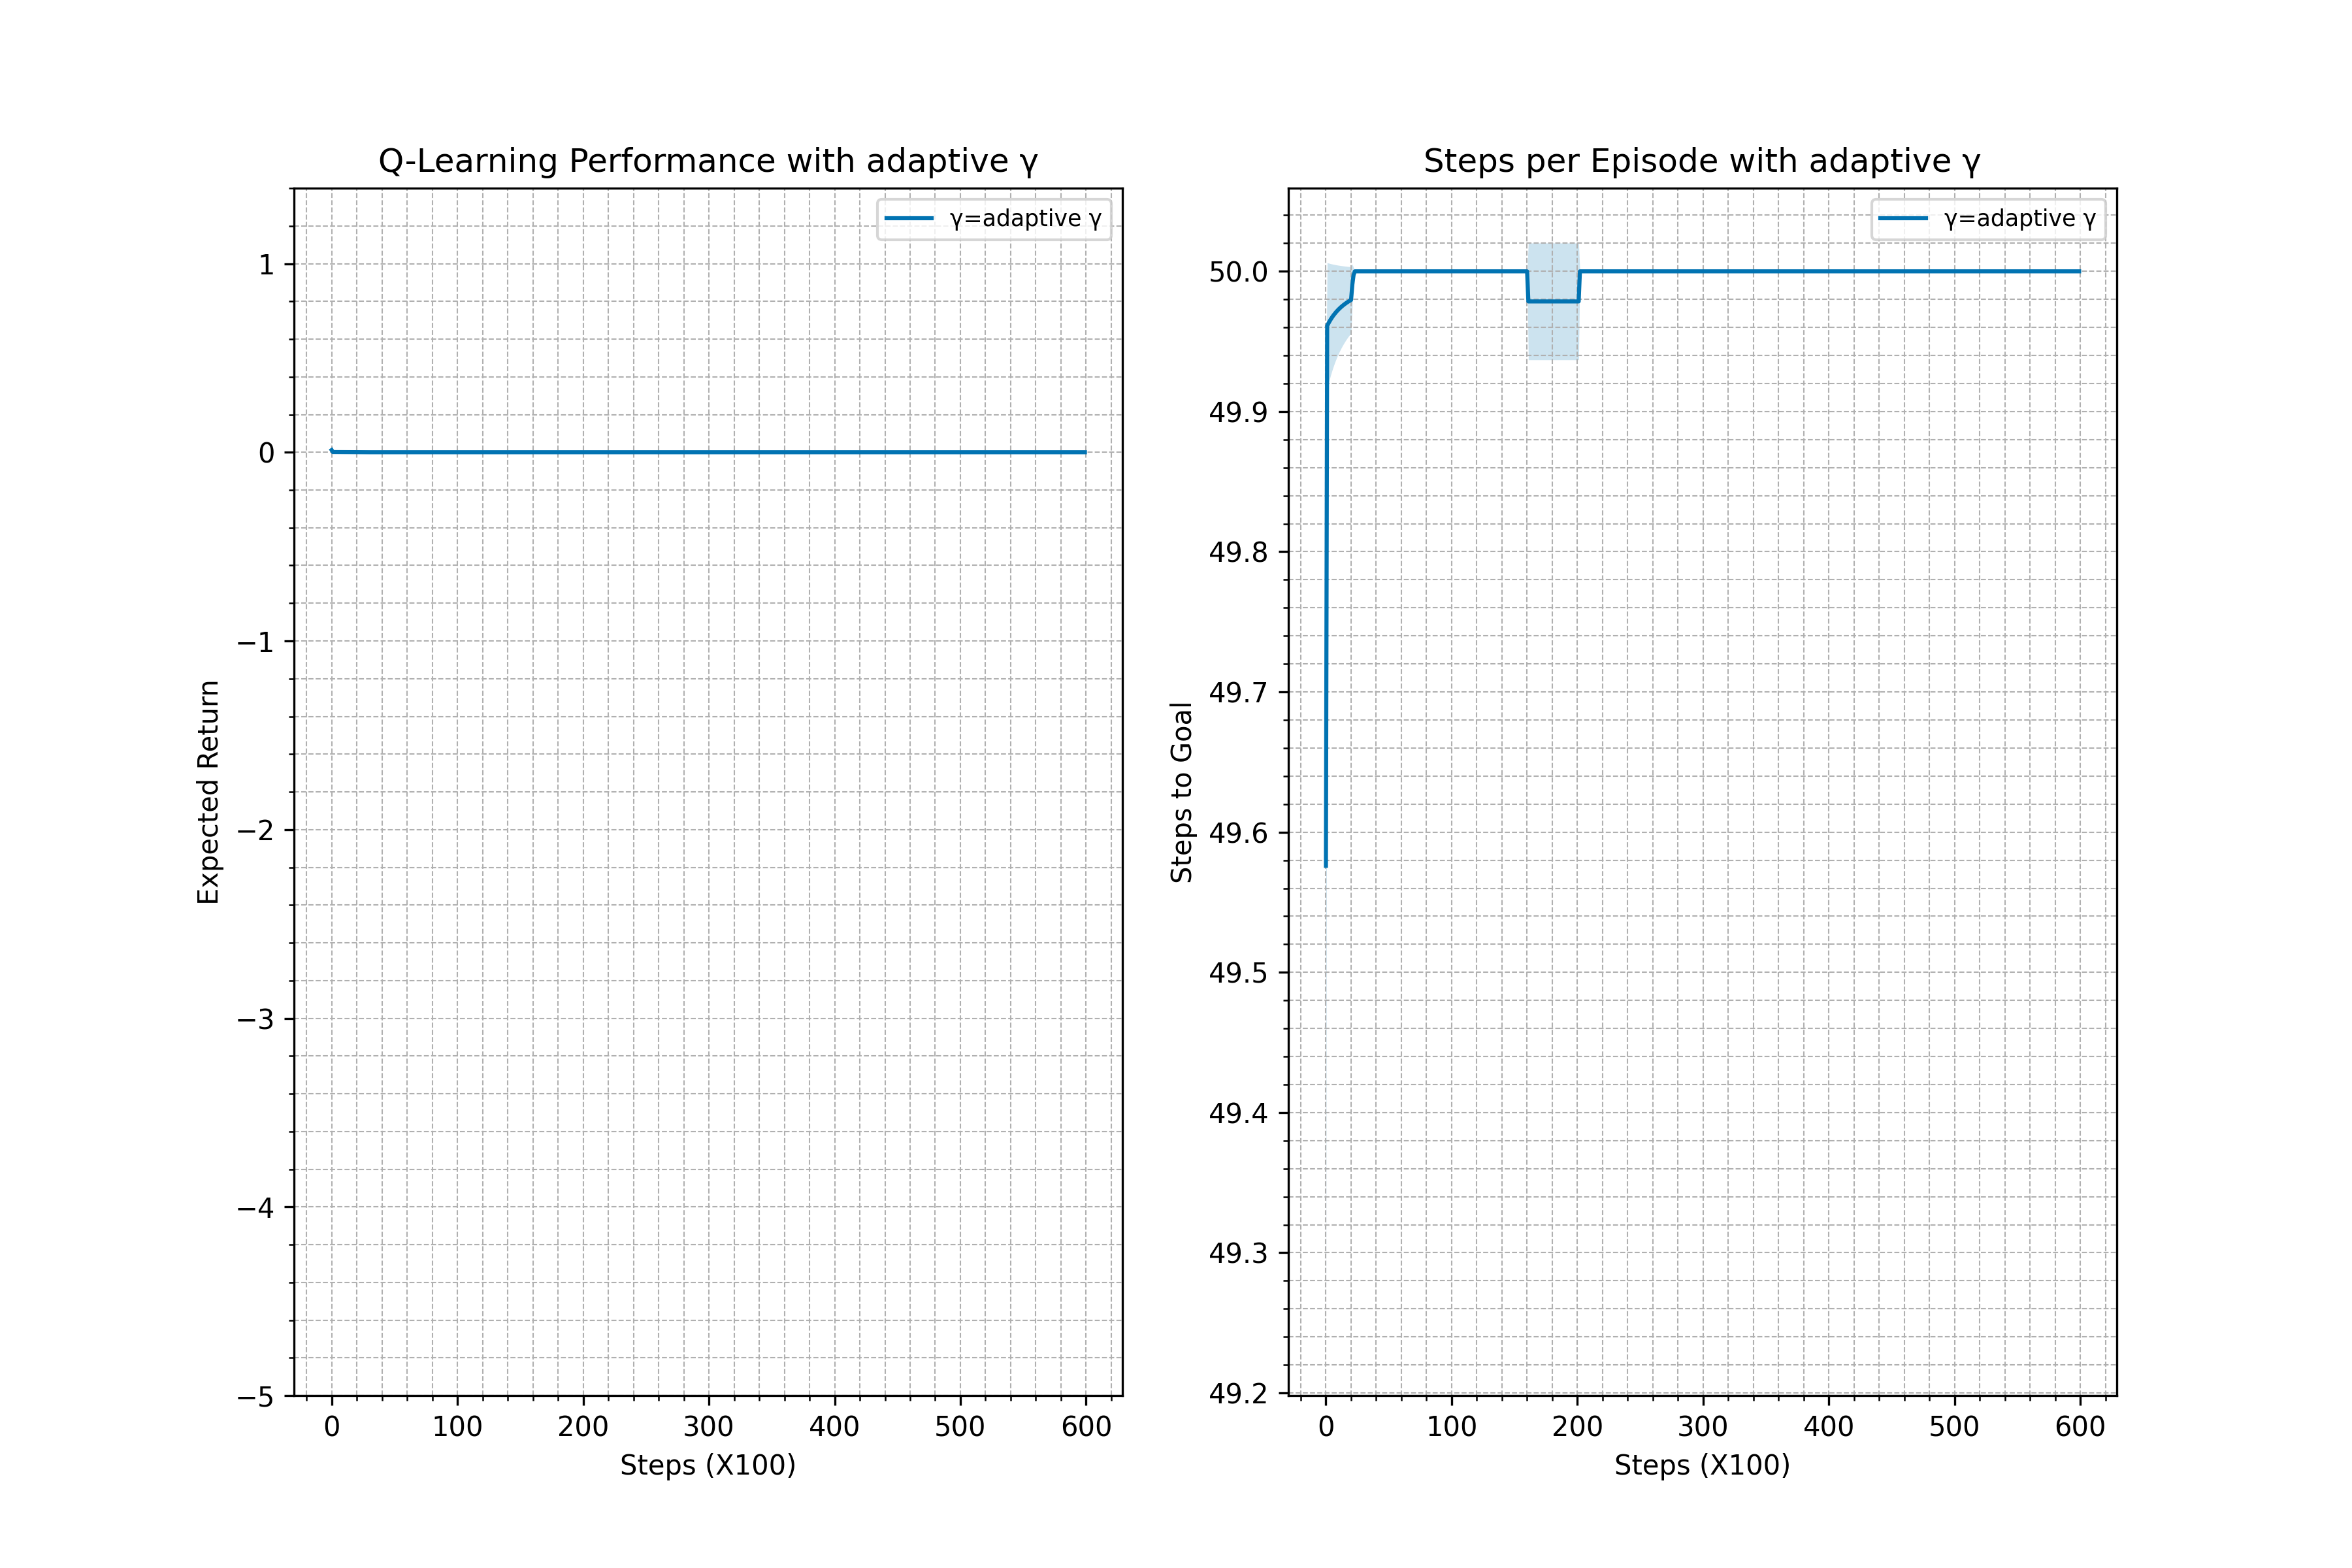 Q-Learning Performance with adaptive γ
γ=adaptive γ
1
0
−1
−2
−3
−4
−5
Expected Return
0 100 200 300 400 500 600
Steps (X100)
Steps per Episode with adaptive γ
γ=adaptive γ
50.0
49.9
49.8
49.7
49.6
49.5
49.4
49.3
49.2
Steps to Goal
0 100 200 300 400 500 600
Steps (X100)